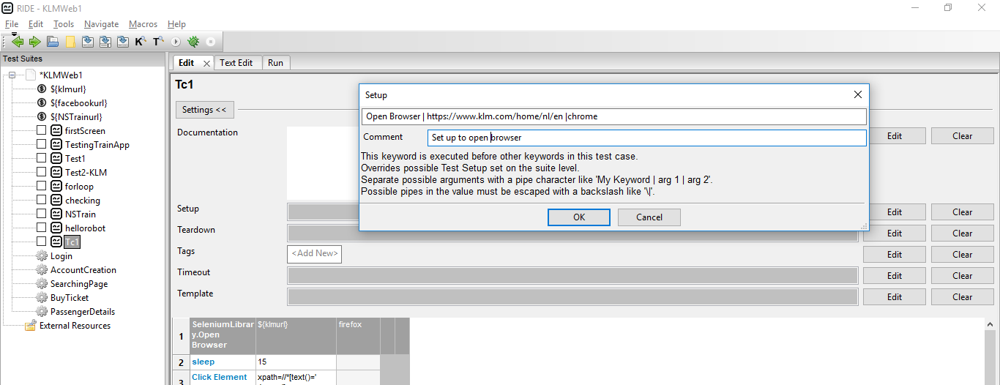 RIDE - KLMWeb1
File Edit Tools Navigate Macros Help
K T
Test Suites
*KLMWeb1
${klmurl}
${facebookurl}
${NSTrainurl}
firstScreen
TestingTrainApp
Test1
Test2-KLM
forloop
checking
NSTrain
hellorobot
Tc1
Login
AccountCreation
SearchingPage
BuyTicket
PassengerDetails
External Resources
Edit Text Edit Run
Tc1
Settings <<
Documentation
Edit Clear
Setup
Open Browser | https://www.klm.com/home/nl/en |chrome
Comment Set up to open browser
This keyword is executed before other keywords in this test case.
Overrides possible Test Setup set on the suite level.
Separate possible arguments with a pipe character like 'My Keyword | arg 1 | arg 2'.
Possible pipes in the value must be escaped with a backslash like '\|'.
OK Cancel
Setup Edit Clear
Teardown Edit Clear
Tags <Add New> Edit Clear
Timeout Edit Clear
Template Edit Clear
1 SeleniumLibrar ${klmurl} firefox
y.Open
Browser
2 sleep 15
3 Click Element xpath=//*[text()='